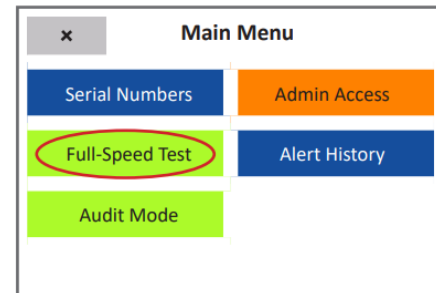 × Main Menu
Serial Numbers Admin Access
Full-Speed Test Alert History
Audit Mode